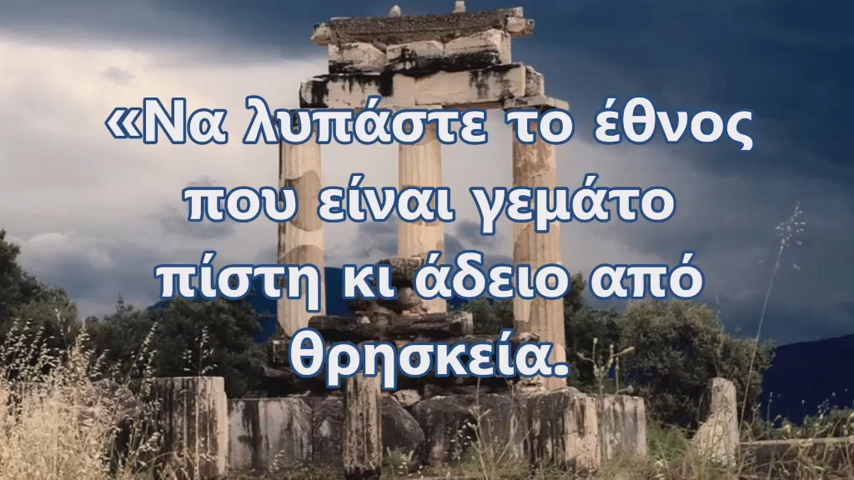 «Να λυπάστε το έθνος
που είναι γεμάτο
πίστη κι άδειο από
θρησκεία.